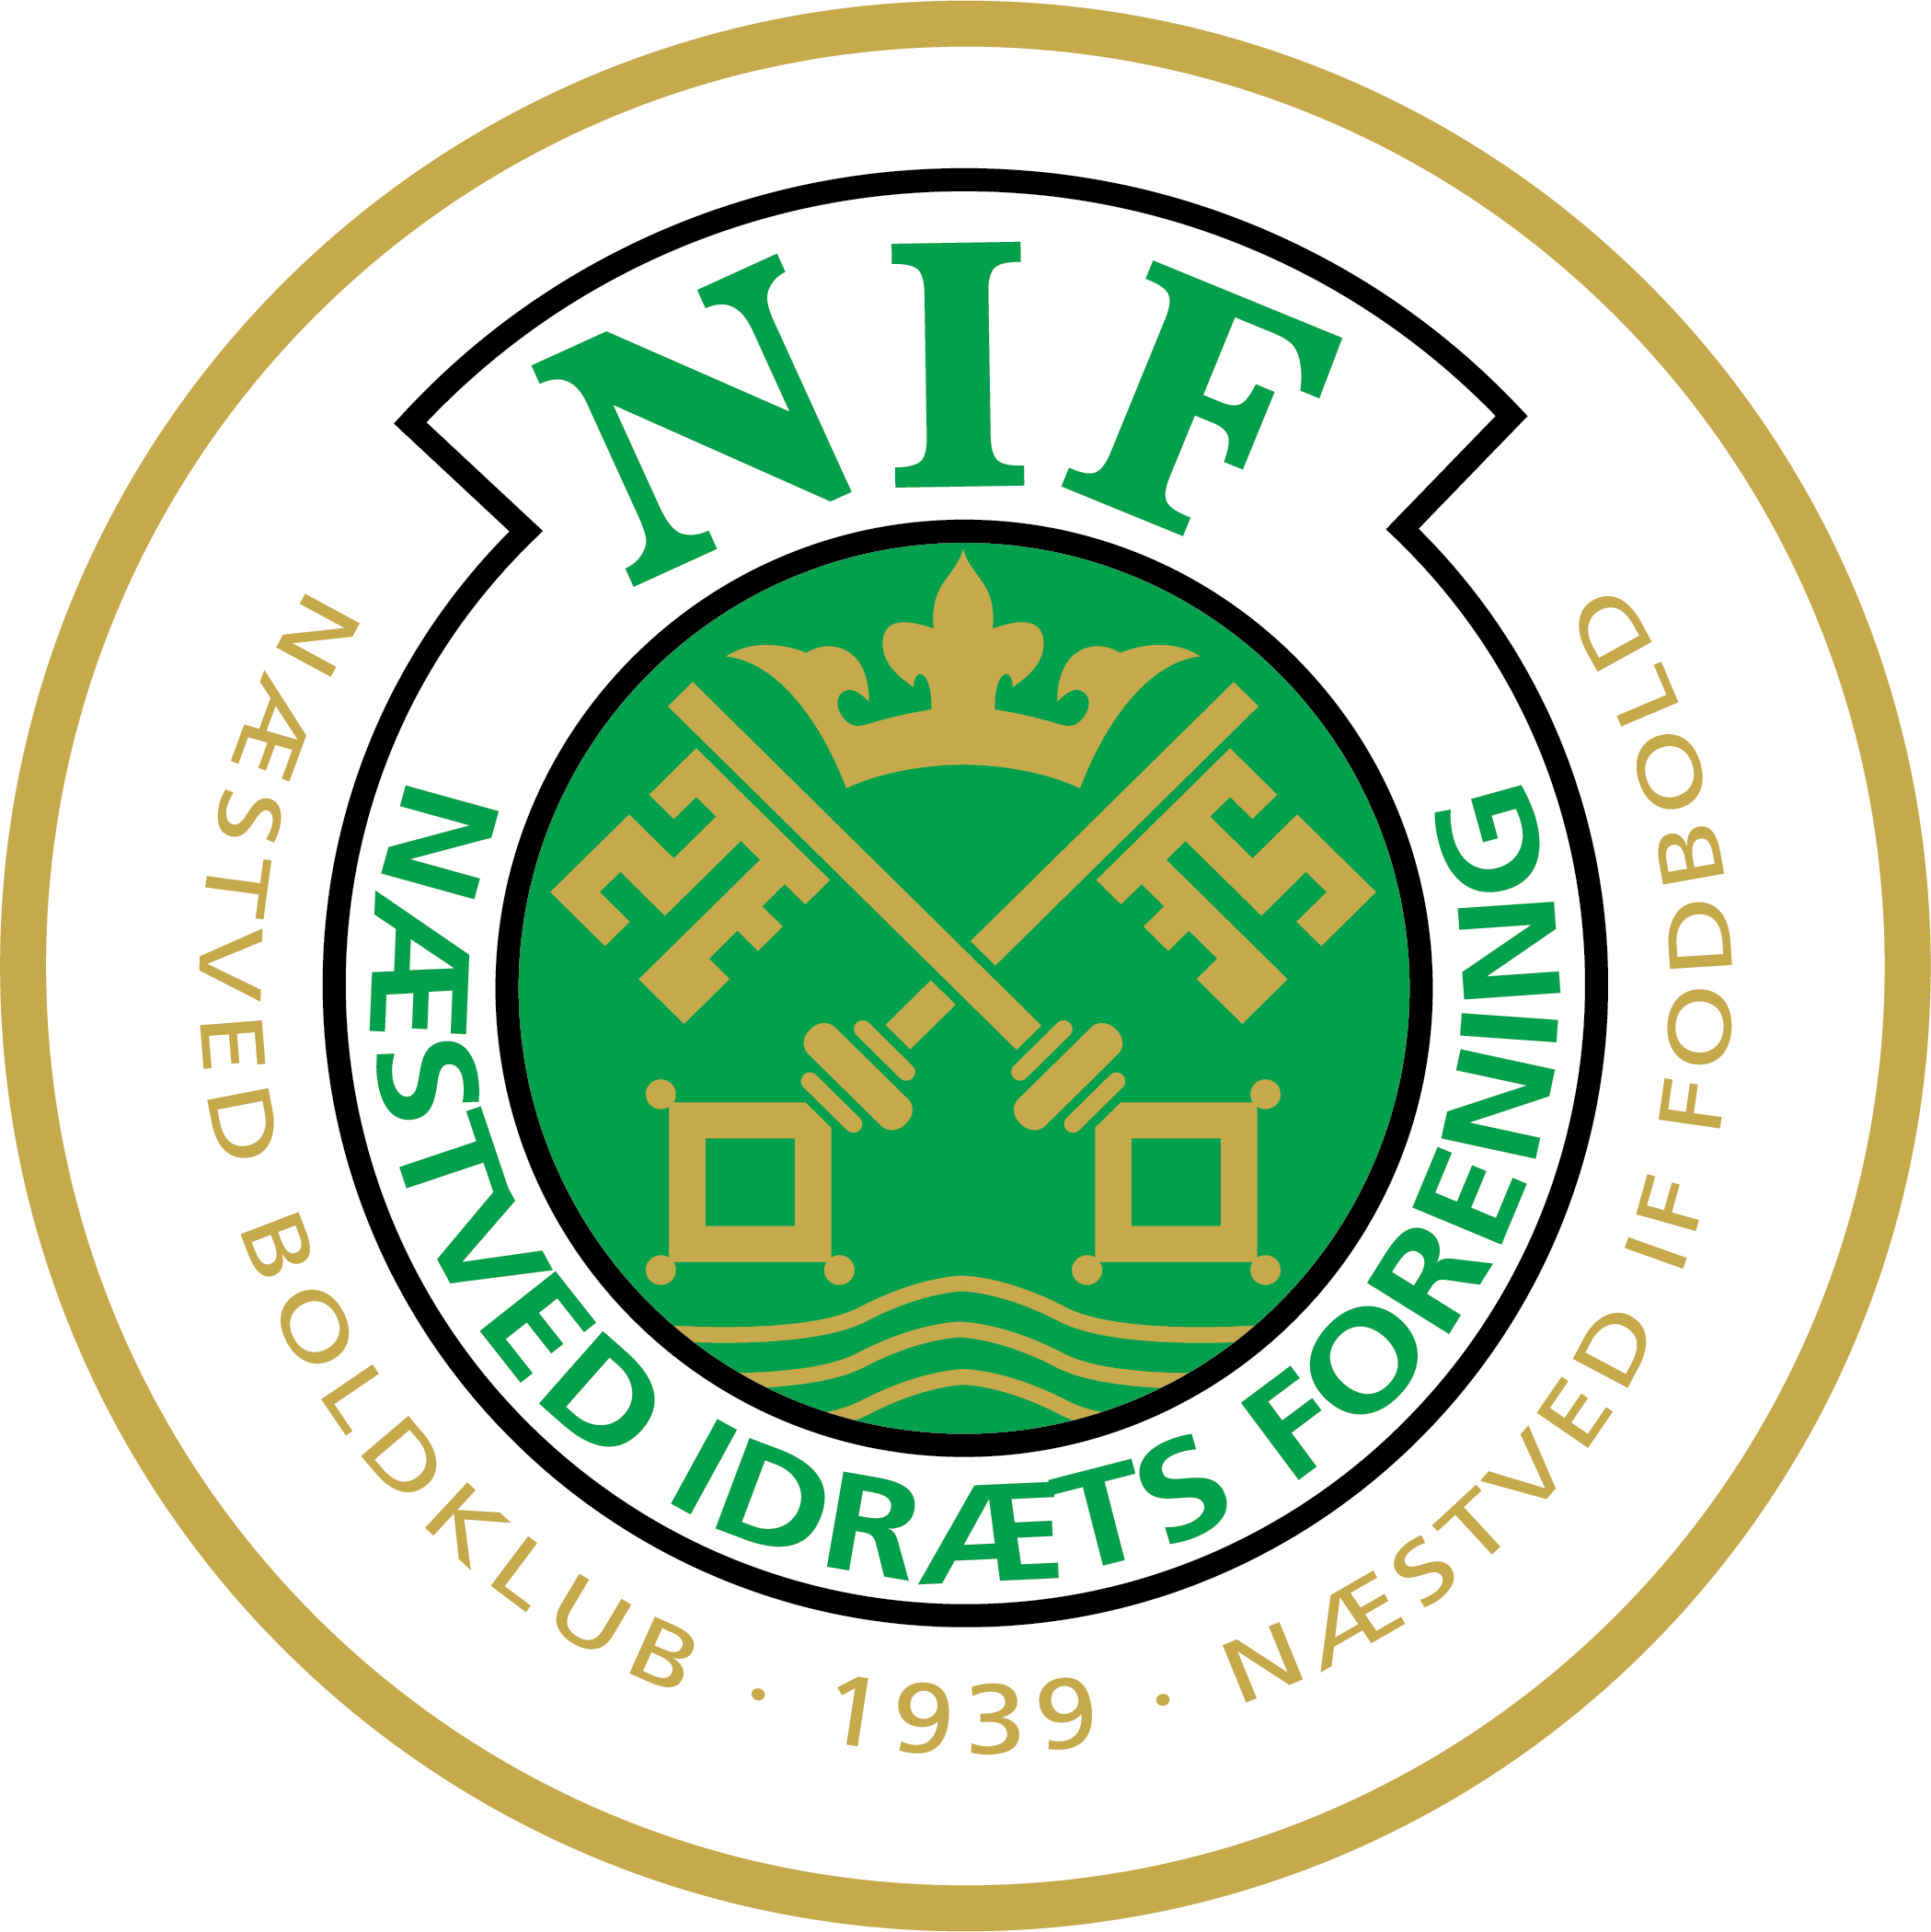 NIF
NÆSTVED IDRÆTS FORENING
NÆSTVED BOLDKLUB · 1939 · NÆSTVED IF FODBOLD